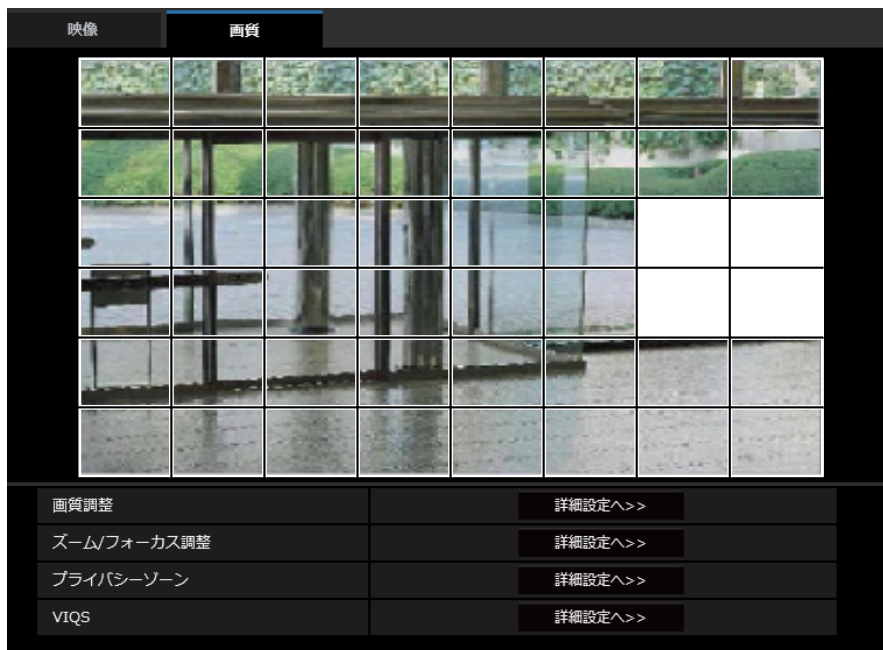 映像 画質
画質調整 詳細設定へ>>
ズーム/フォーカス調整 詳細設定へ>>
プライバシーゾーン 詳細設定へ>>
VIQS 詳細設定へ>>